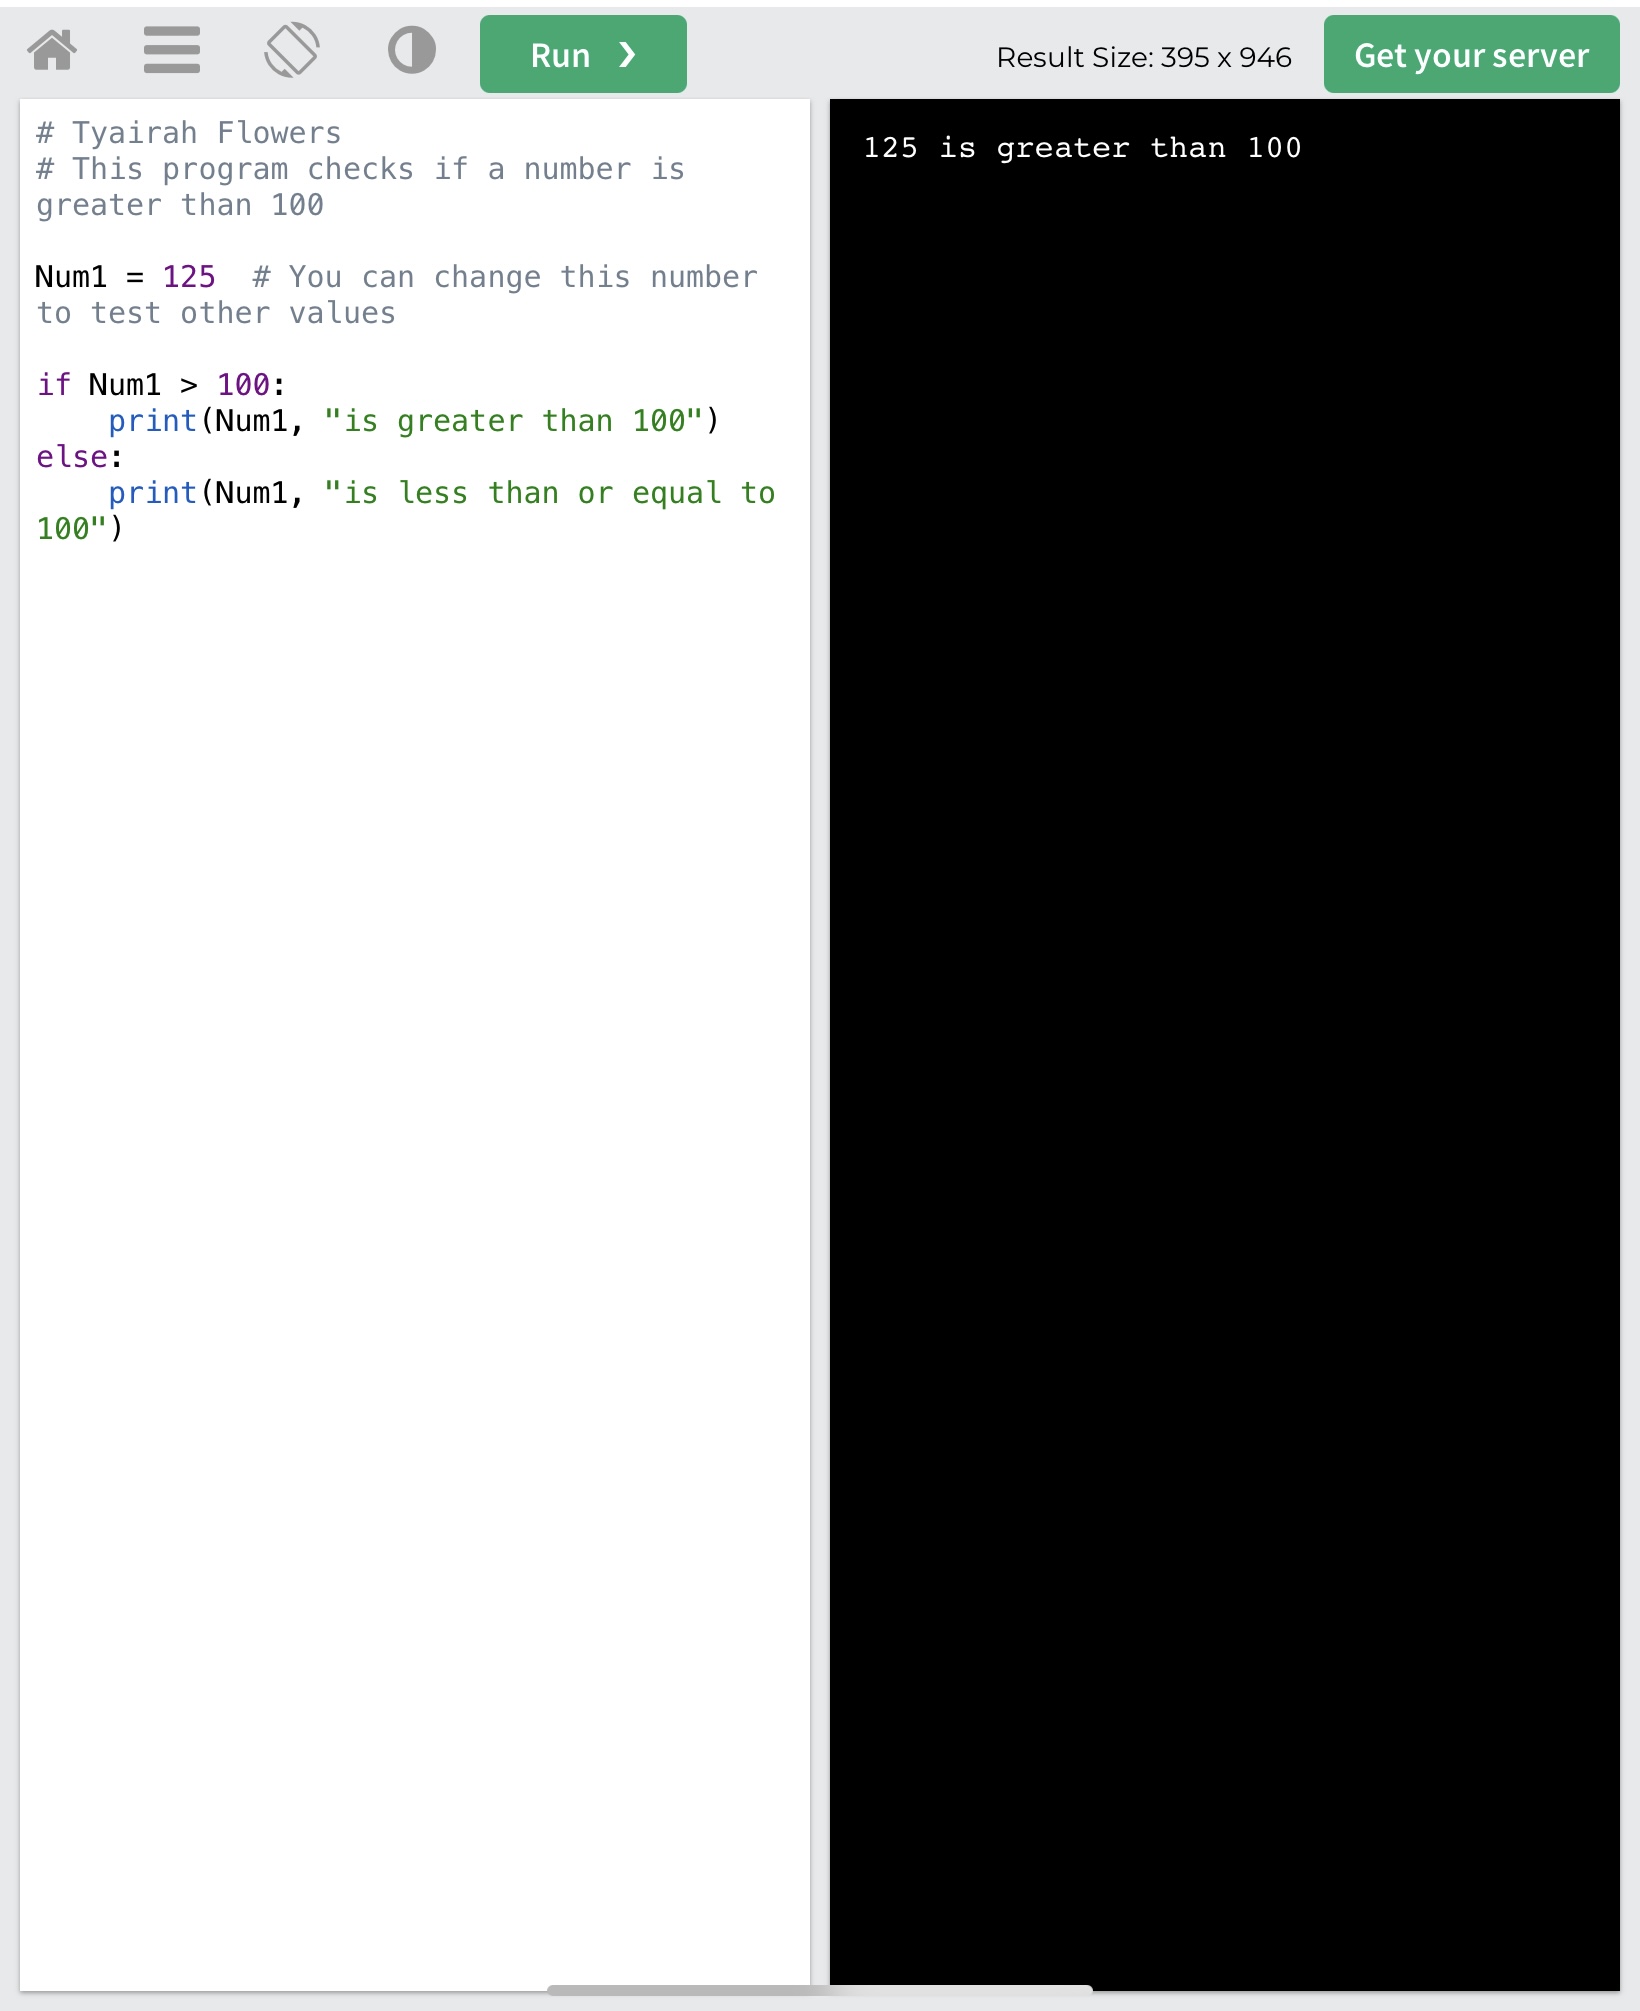 Run ❯
Result Size: 395 x 946
Get your server
# Tyairah Flowers
# This program checks if a number is
greater than 100
Num1 = 125  # You can change this number
to test other values
if Num1 > 100:
    print(Num1, "is greater than 100")
else:
    print(Num1, "is less than or equal to
100")
125 is greater than 100